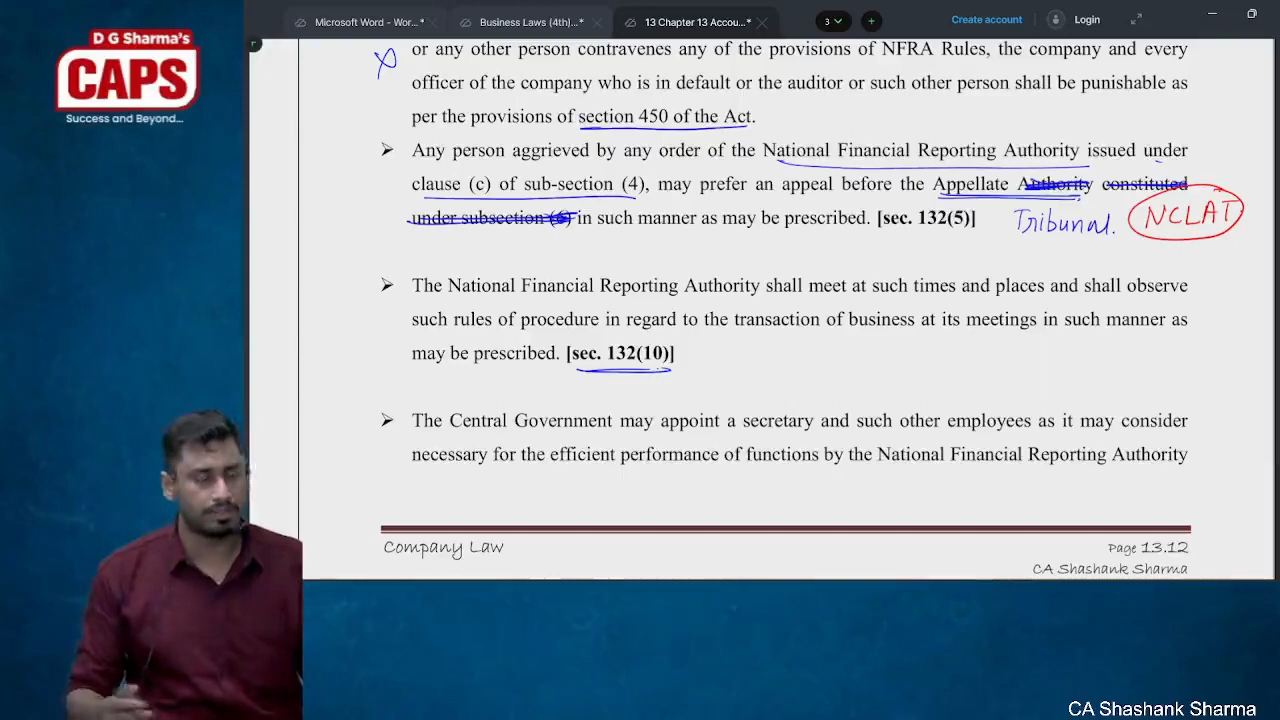 D G Sharma's
CAPS
Success and Beyond...
Microsoft Word - Wor...*
Business Laws (4th)...*
13 Chapter 13 Accou...*
3
Create account
Login
or any other person contravenes any of the provisions of NFRA Rules, the company and every
officer of the company who is in default or the auditor or such other person shall be punishable as
per the provisions of section 450 of the Act.
➢ Any person aggrieved by any order of the National Financial Reporting Authority issued under
clause (c) of sub-section (4), may prefer an appeal before the Appellate Authority constituted
under subsection (6) in such manner as may be prescribed. [sec. 132(5)]
Tribunal.
NCLAT
➢ The National Financial Reporting Authority shall meet at such times and places and shall observe
such rules of procedure in regard to the transaction of business at its meetings in such manner as
may be prescribed. [sec. 132(10)]
➢ The Central Government may appoint a secretary and such other employees as it may consider
necessary for the efficient performance of functions by the National Financial Reporting Authority
Company Law
Page 13.12
CA Shashank Sharma
CA Shashank Sharma